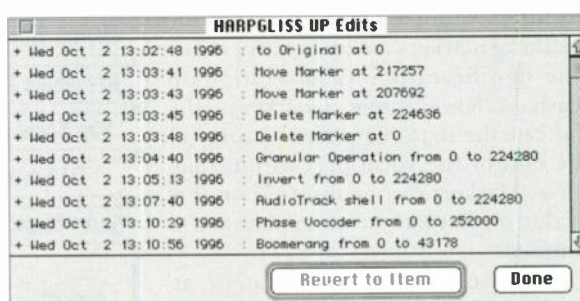 HARPGLISS UP Edits
+ Wed Oct 2 13:02:48 1996 : to Original at 0
+ Wed Oct 2 13:03:41 1996 : Move Marker at 217257
+ Wed Oct 2 13:03:43 1996 : Move Marker at 207692
+ Wed Oct 2 13:03:45 1996 : Delete Marker at 224636
+ Wed Oct 2 13:03:48 1996 : Delete Marker at 0
+ Wed Oct 2 13:04:40 1996 : Granular Operation from 0 to 224280
+ Wed Oct 2 13:05:13 1996 : Invert from 0 to 224280
+ Wed Oct 2 13:07:40 1996 : AudioTrack shell from 0 to 224280
+ Wed Oct 2 13:10:29 1996 : Phase Vocoder from 0 to 252000
+ Wed Oct 2 13:10:56 1996 : Boomerang from 0 to 43178
Revert to Item Done